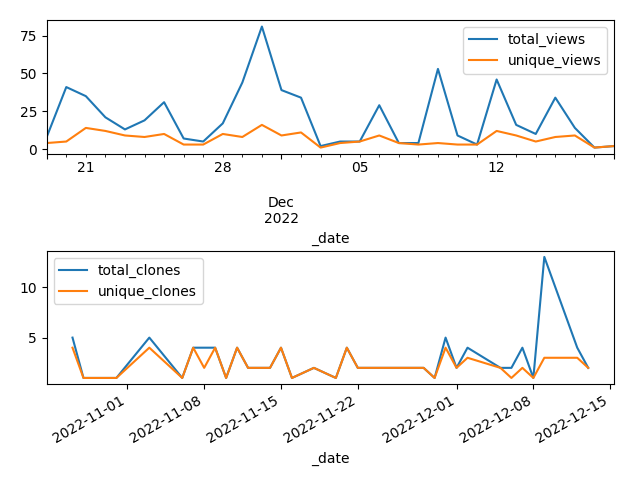 75
50
25
0
total_views
unique_views
21
28
05
12
Dec
2022
_date
10
5
total_clones
unique_clones
2022-11-01
2022-11-08
2022-11-15
2022-11-22
2022-12-01
2022-12-08
2022-12-15
_date